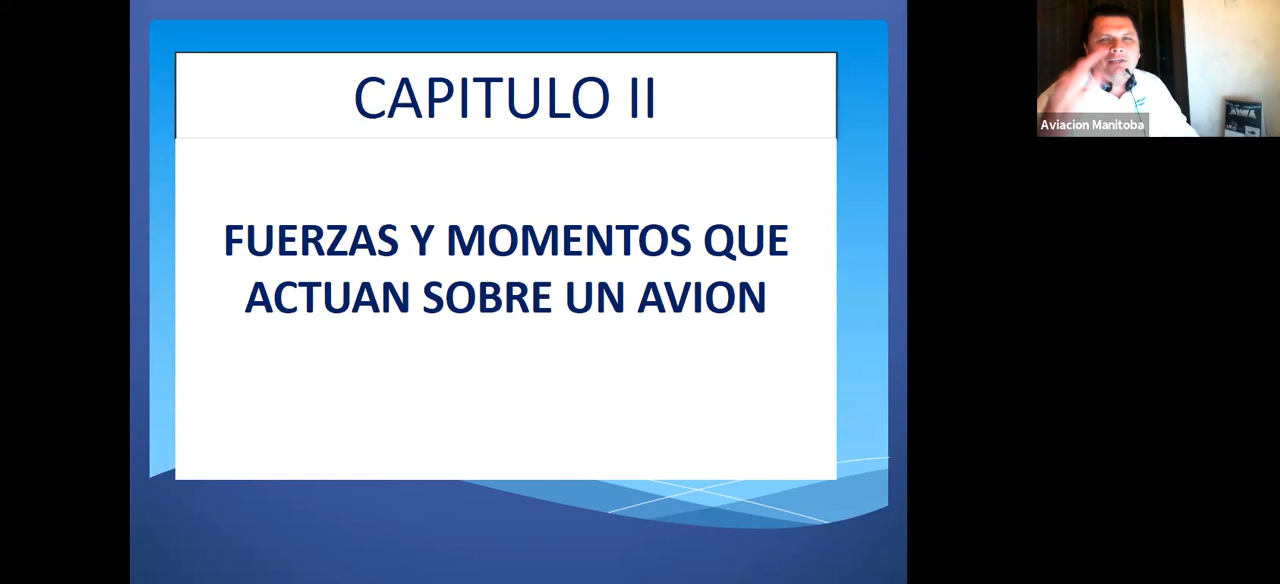 CAPITULO II
FUERZAS Y MOMENTOS QUE
ACTUAN SOBRE UN AVION
Aviacion Manitoba